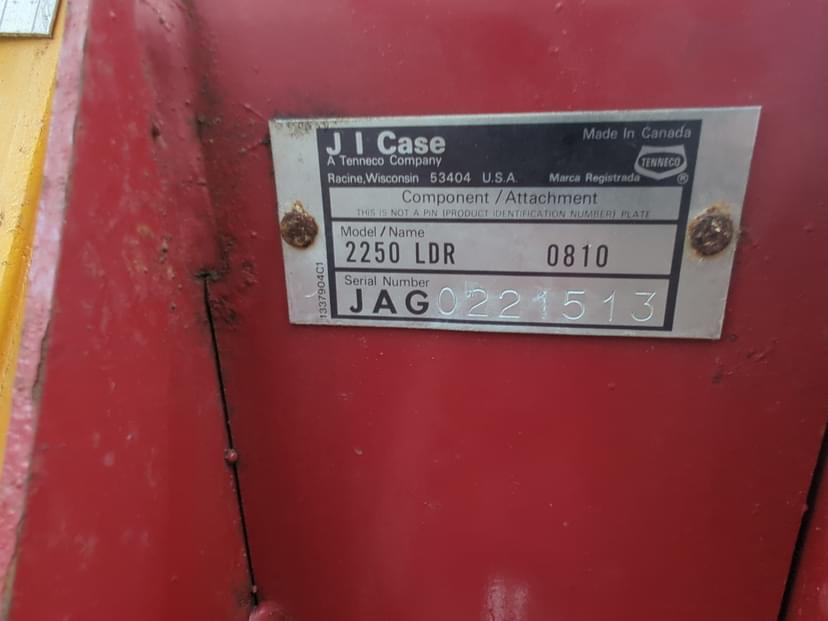 J I Case
Made In Canada
A Tenneco Company
TENNECO
Racine, Wisconsin 53404 U.S.A.
Marca Registrada ®
Component / Attachment
THIS IS NOT A PIN (PRODUCT IDENTIFICATION NUMBER) PLATE
Model / Name
2250 LDR 0810
Serial Number
JAG0221513
1337904C1